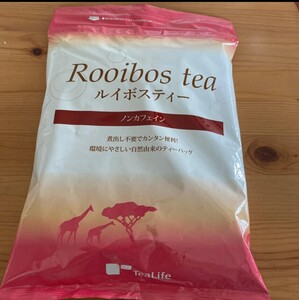 Rooibos tea
ルイボスティー
ノンカフェイン
煮出し不要でカンタン便利!
環境にやさしい自然由来のティーバッグ
TeaLife